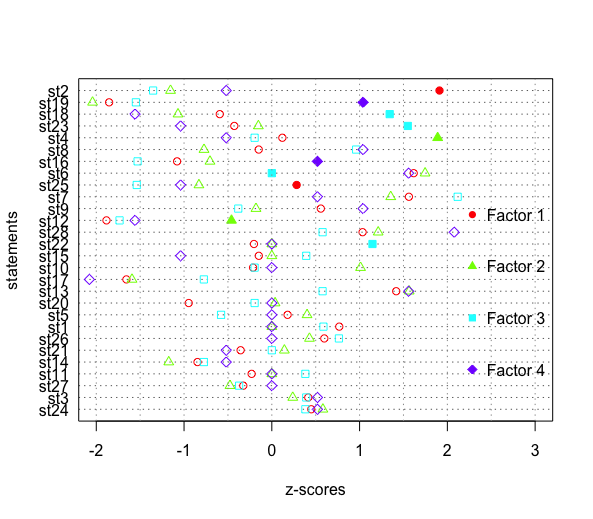 st2
st19
st18
st23
st4
st8
st16
st6
st25
st7
st9
st12
st28
st22
st15
st10
st17
st13
st20
st5
st1
st26
st21
st14
st11
st27
st3
st24
statements
Factor 1
Factor 2
Factor 3
Factor 4
-2 -1 0 1 2 3
z-scores